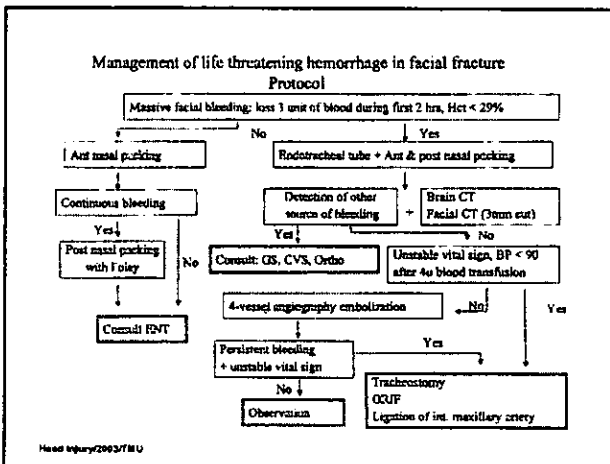 Management of life threatening hemorrhage in facial fracture
Protocol
Massive facial bleeding: loss 3 unit of blood during first 2 hrs, Hct < 29%
No
Yes
Ant nasal packing
Endotracheal tube + Ant & post nasal packing
Continuous bleeding
Detection of other
source of bleeding
+
Brain CT
Facial CT (3mm cut)
Yes
No
Yes
No
Post nasal packing
with Foley
Consult: GS, CVS, Ortho
Unstable vital sign, BP < 90
after 4u blood transfusion
4-vessel angiography embolization
No
Yes
Consult ENT
Persistent bleeding
+ unstable vital sign
Yes
No
Tracheostomy
ORIF
Ligation of int. maxillary artery
Observation
Head Injury/2003/TMU